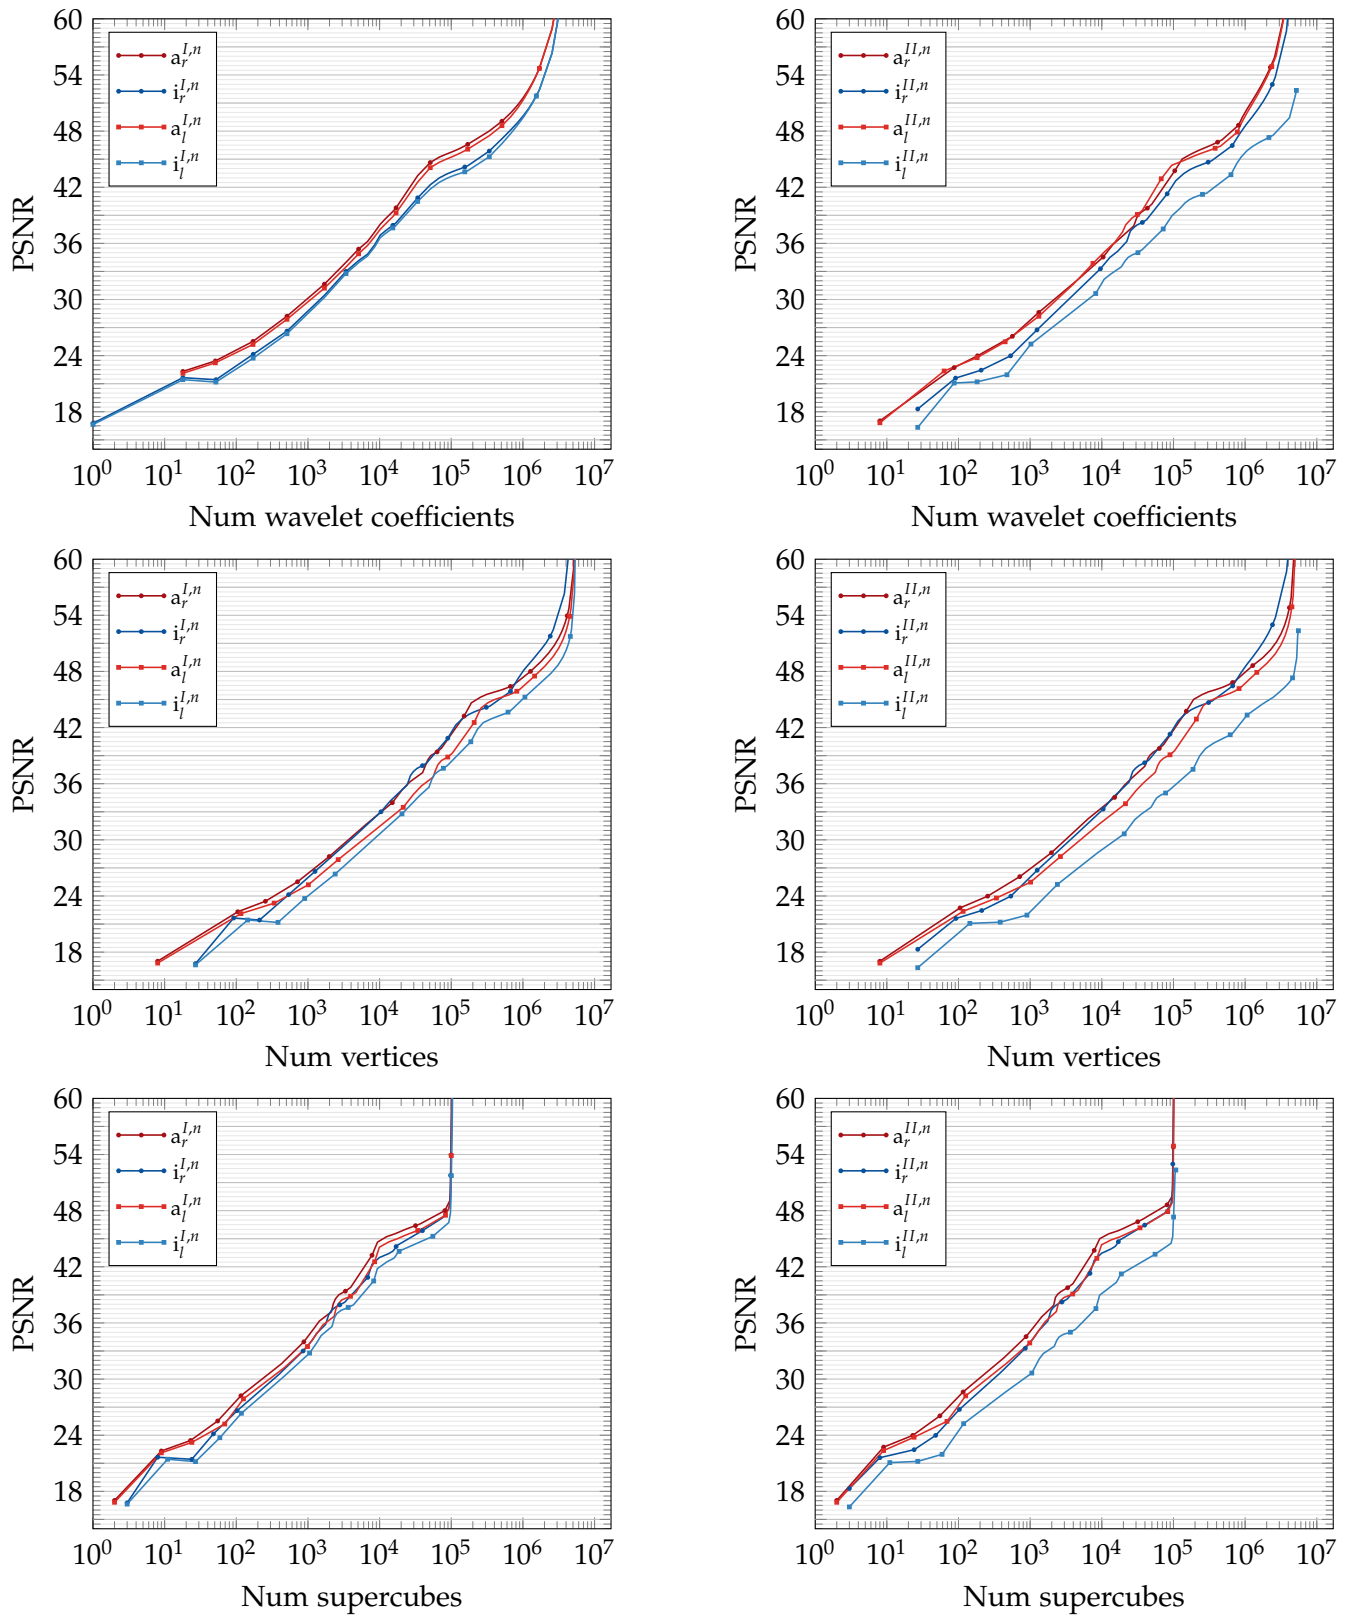 60
54
48
42
36
30
24
18
PSNR
a_r^{I,n}
i_r^{I,n}
a_l^{I,n}
i_l^{I,n}
10^0 10^1 10^2 10^3 10^4 10^5 10^6 10^7
Num wavelet coefficients
60
54
48
42
36
30
24
18
PSNR
a_r^{II,n}
i_r^{II,n}
a_l^{II,n}
i_l^{II,n}
10^0 10^1 10^2 10^3 10^4 10^5 10^6 10^7
Num wavelet coefficients
60
54
48
42
36
30
24
18
PSNR
a_r^{I,n}
i_r^{I,n}
a_l^{I,n}
i_l^{I,n}
10^0 10^1 10^2 10^3 10^4 10^5 10^6 10^7
Num vertices
60
54
48
42
36
30
24
18
PSNR
a_r^{II,n}
i_r^{II,n}
a_l^{II,n}
i_l^{II,n}
10^0 10^1 10^2 10^3 10^4 10^5 10^6 10^7
Num vertices
60
54
48
42
36
30
24
18
PSNR
a_r^{I,n}
i_r^{I,n}
a_l^{I,n}
i_l^{I,n}
10^0 10^1 10^2 10^3 10^4 10^5 10^6 10^7
Num supercubes
60
54
48
42
36
30
24
18
PSNR
a_r^{II,n}
i_r^{II,n}
a_l^{II,n}
i_l^{II,n}
10^0 10^1 10^2 10^3 10^4 10^5 10^6 10^7
Num supercubes